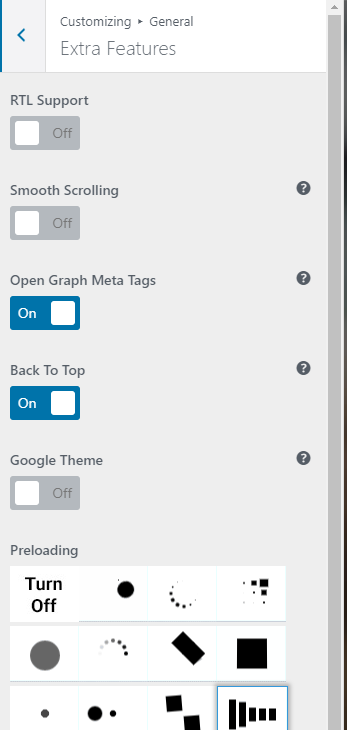 Customizing ▸ General
Extra Features
RTL Support
Off
Smooth Scrolling
Off
Open Graph Meta Tags
On
Back To Top
On
Google Theme
Off
Preloading
Turn
Off